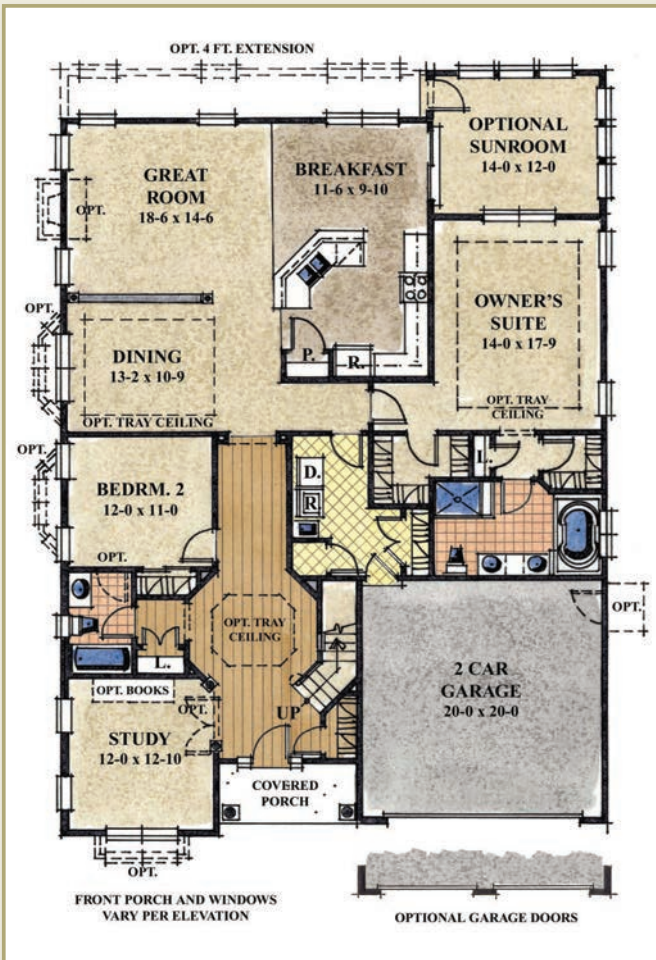 OPT. 4 FT. EXTENSION
OPTIONAL
SUNROOM
14-0 x 12-0
GREAT
ROOM
18-6 x 14-6
BREAKFAST
11-6 x 9-10
OPT.
OWNER'S
SUITE
14-0 x 17-9
OPT. TRAY
CEILING
OPT.
DINING
13-2 x 10-9
OPT. TRAY CEILING
P.
R.
OPT.
BEDRM. 2
12-0 x 11-0
OPT.
D.
R
L.
OPT. TRAY
CEILING
L.
OPT.
2 CAR
GARAGE
20-0 x 20-0
OPT. BOOKS
OPT.
UP
STUDY
12-0 x 12-10
COVERED
PORCH
OPT.
FRONT PORCH AND WINDOWS
VARY PER ELEVATION
OPTIONAL GARAGE DOORS